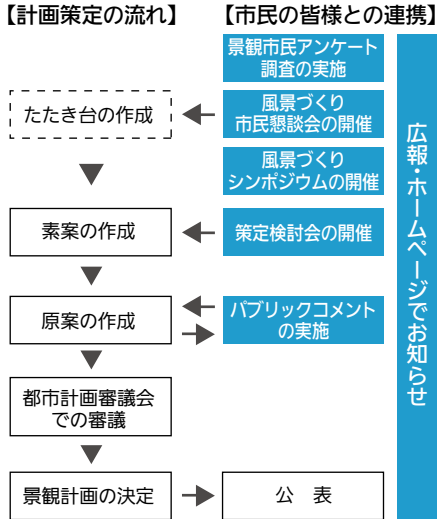 【計画策定の流れ】
【市民の皆様との連携】
景観市民アンケート
調査の実施
たたき台の作成
風景づくり
市民懇談会の開催
風景づくり
シンポジウムの開催
素案の作成
策定検討会の開催
原案の作成
パブリックコメント
の実施
都市計画審議会
での審議
景観計画の決定
公　表
広報・ホームページでお知らせ